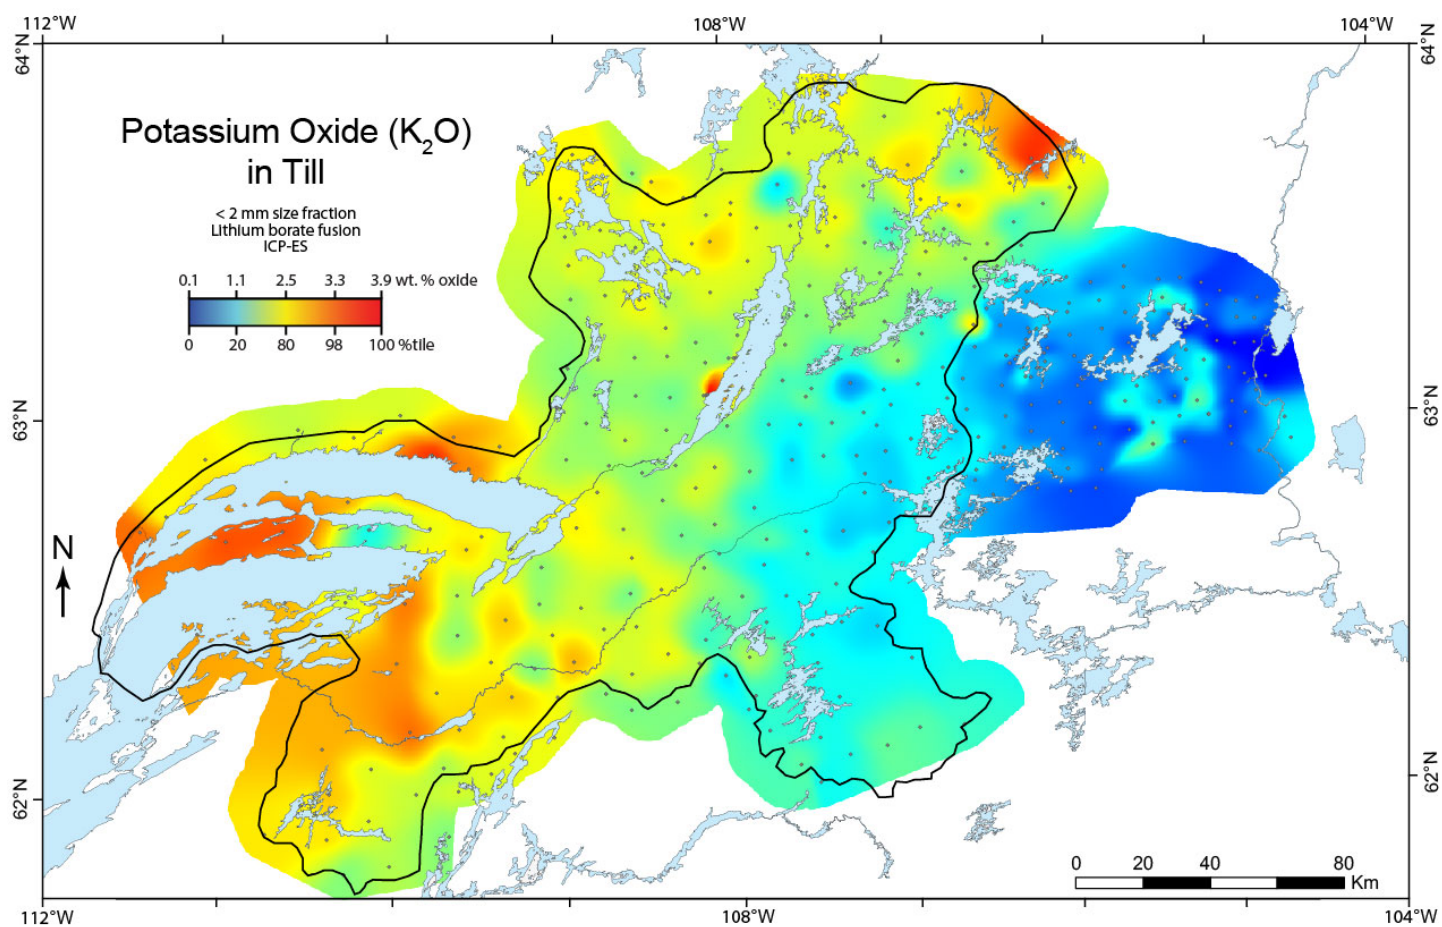 112°W 108°W 104°W
64°N 64°N
Potassium Oxide (K₂O)
in Till
< 2 mm size fraction
Lithium borate fusion
ICP-ES
0.1 1.1 2.5 3.3 3.9 wt. % oxide
0 20 80 98 100 %tile
63°N 63°N
N
62°N 62°N
0 20 40 80
Km
112°W 108°W 104°W